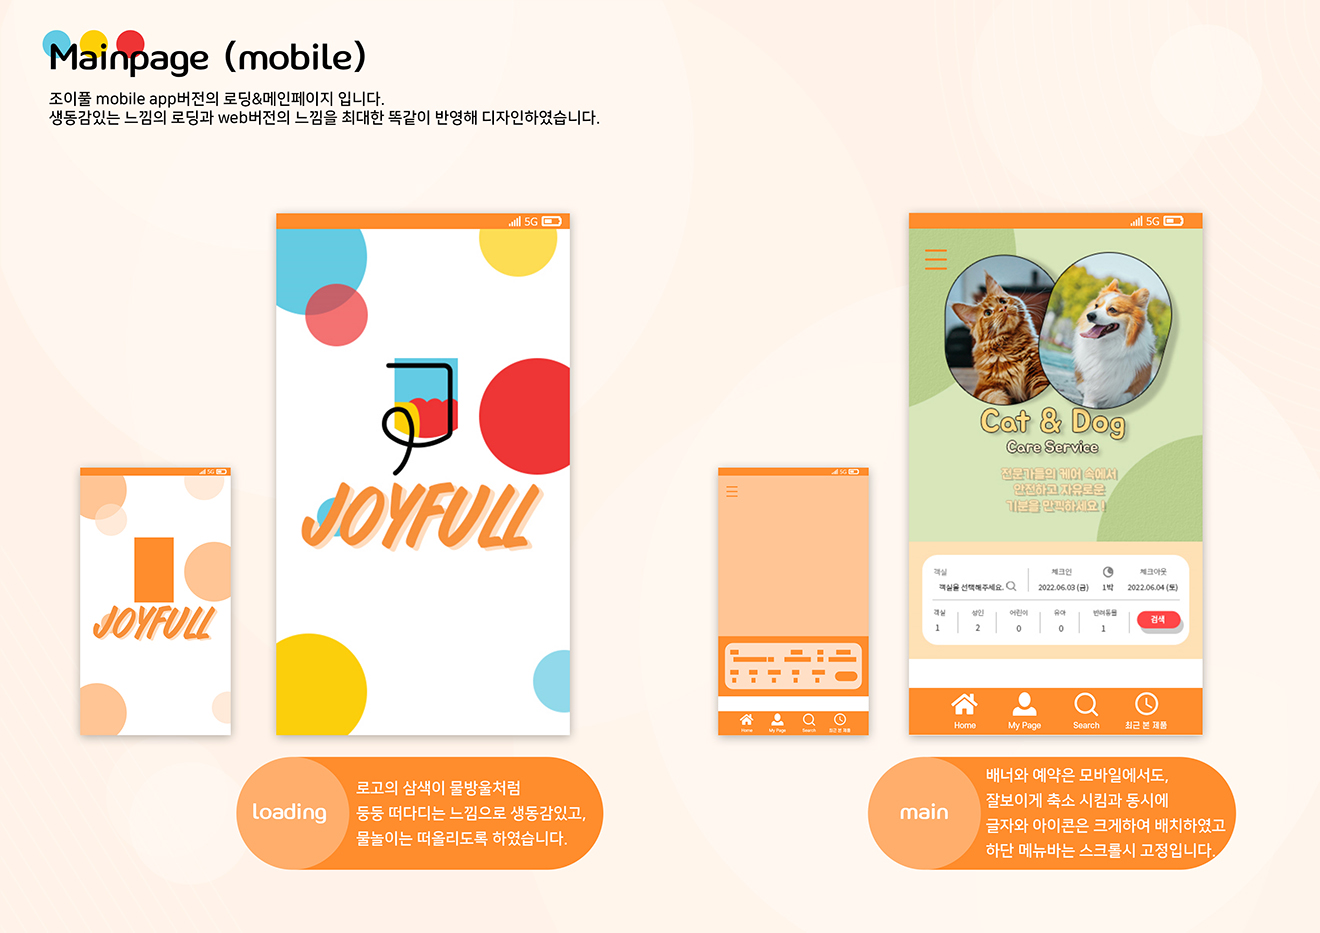 Mainpage (mobile)
조이풀 mobile app버전의 로딩&메인페이지 입니다.
생동감있는 느낌의 로딩과 web버전의 느낌을 최대한 똑같이 반영해 디자인하였습니다.
5G
JOYFULL
5G
JOYFULL
loading
로고의 삼색이 물방울처럼
둥둥 떠다디는 느낌으로 생동감있고,
물놀이는 떠올리도록 하였습니다.
5G
Home
My Page
Search
최근 본 제품
5G
Cat & Dog
Care Service
전문가들의 케어 속에서
안전하고 자유로운
기분을 만끽하세요 !
객실
체크인
체크아웃
객실을 선택해주세요.
2022.06.03 (금)
1박
2022.06.04 (토)
객실
성인
어린이
유아
반려동물
검색
1
2
0
0
1
Home
My Page
Search
최근 본 제품
main
배너와 예약은 모바일에서도,
잘보이게 축소 시킴과 동시에
글자와 아이콘은 크게하여 배치하였고
하단 메뉴바는 스크롤시 고정입니다.